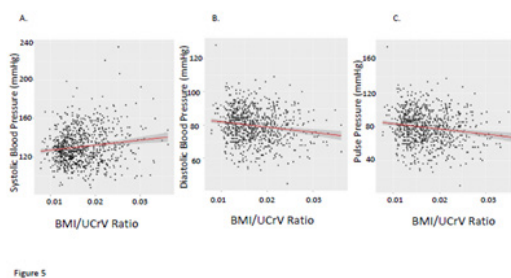 A.
B.
C.
Systolic Blood Pressure (mmHg)
240
200
160
130
0.01
0.02
0.03
BMI/UCrV Ratio
Diastolic Blood Pressure (mmHg)
120
100
80
60
0.01
0.02
0.03
BMI/UCrV Ratio
Pulse Pressure (mmHg)
160
120
80
40
0.01
0.02
0.03
BMI/UCrV Ratio
Figure 5